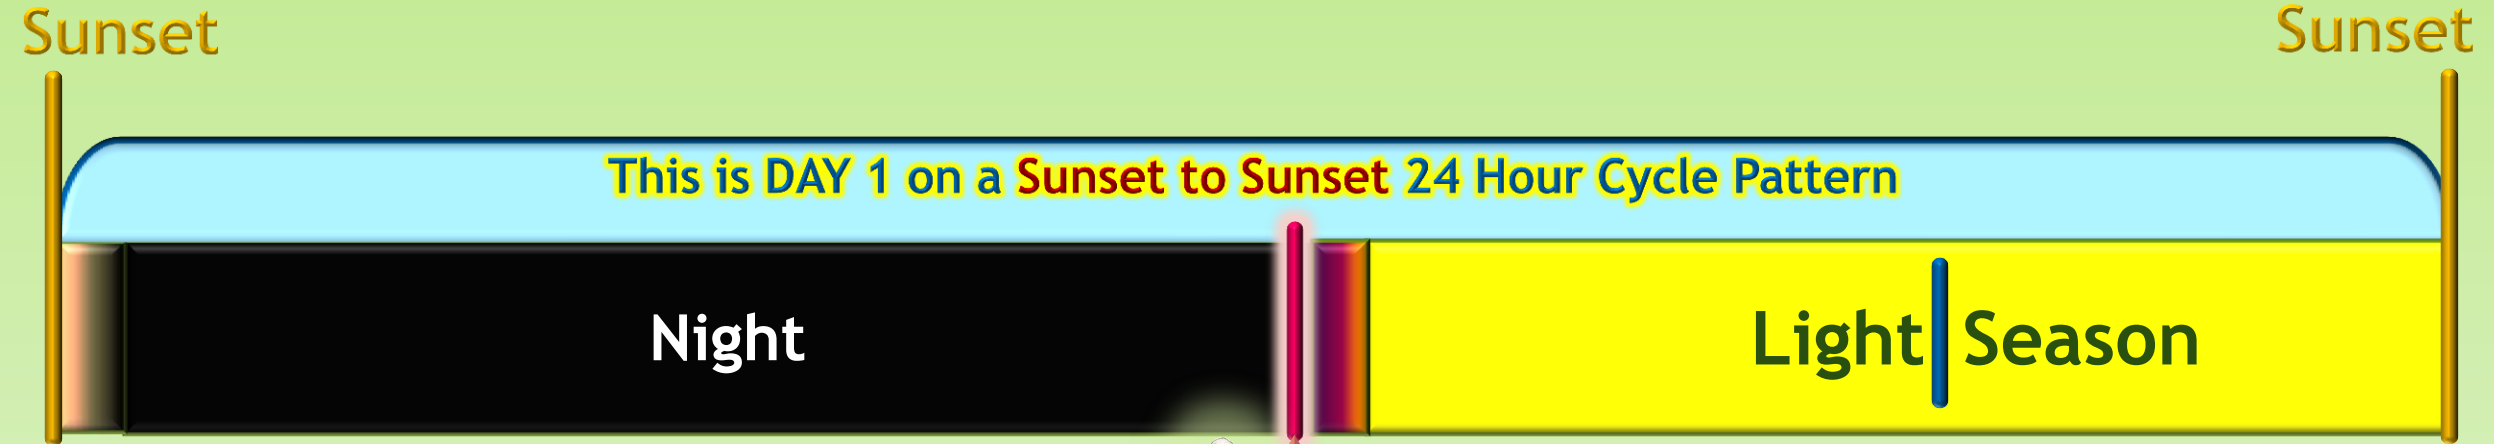 Sunset
Sunset
This is DAY 1 on a Sunset to Sunset 24 Hour Cycle Pattern
Night
Light Season